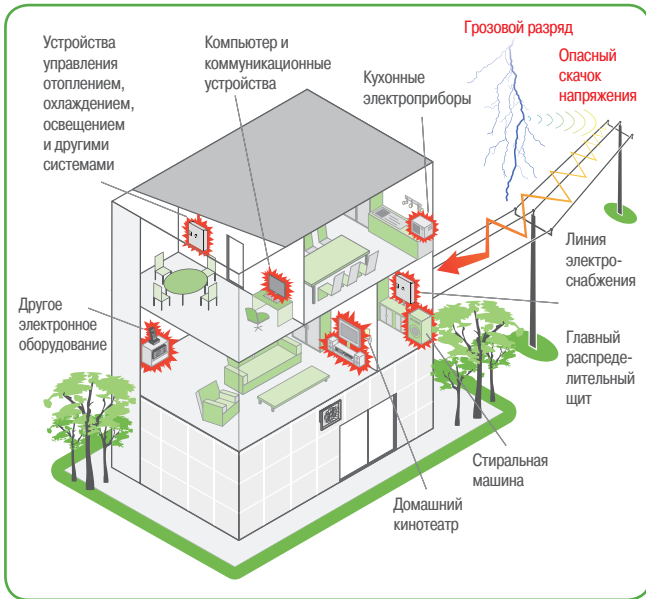 Устройства
управления
отоплением,
охлаждением,
освещением
и другими
системами
Компьютер и
коммуникационные
устройства
Кухонные
электроприборы
Грозовой разряд
Опасный
скачок
напряжения
Линия
электро-
снабжения
Главный
распреде-
лительный
щит
Другое
электронное
оборудование
Стиральная
машина
Домашний
кинотеатр